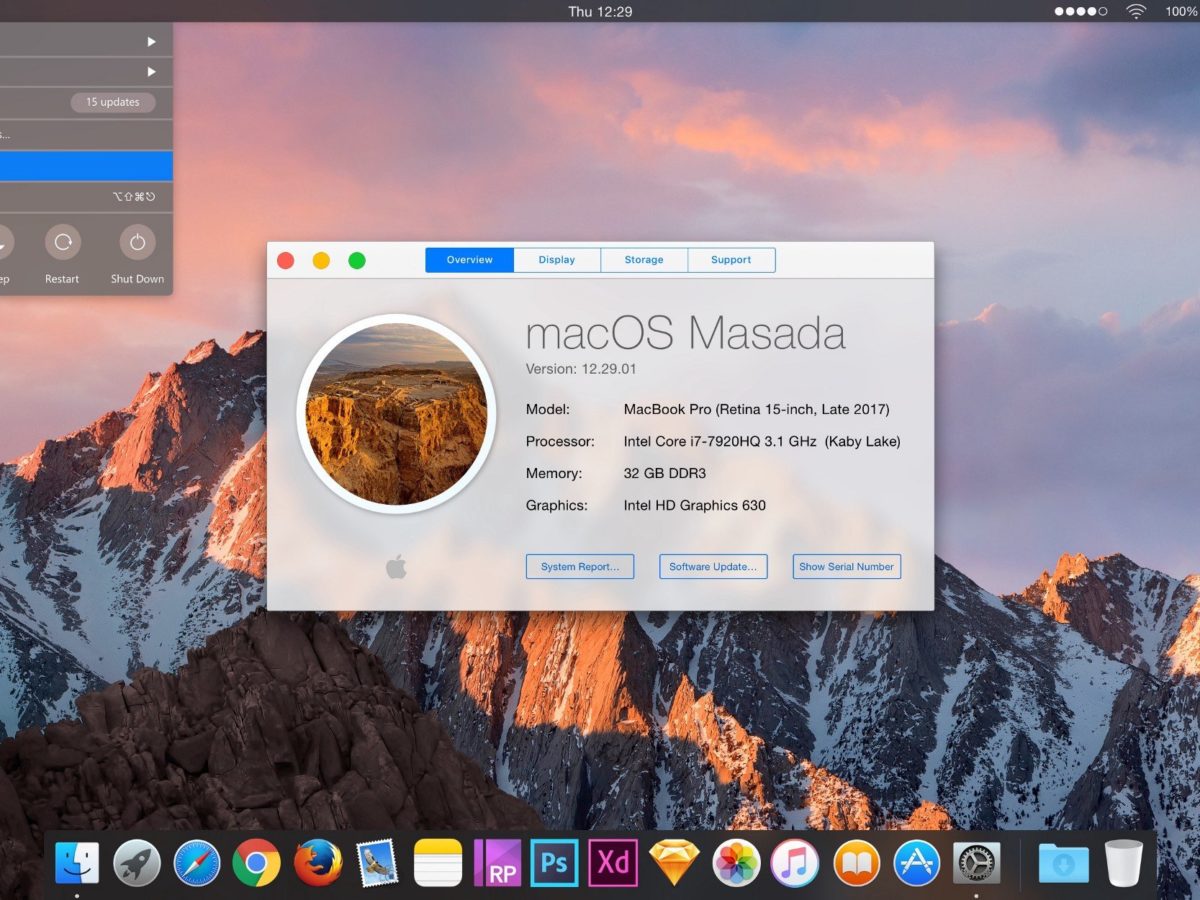 Thu 12:29
100%
15 updates
s...
⌥⇧⌘⎋
ep
Restart
Shut Down
Overview
Display
Storage
Support
macOS Masada
Version: 12.29.01
Model: MacBook Pro (Retina 15-inch, Late 2017)
Processor: Intel Core i7-7920HQ 3.1 GHz (Kaby Lake)
Memory: 32 GB DDR3
Graphics: Intel HD Graphics 630
System Report...
Software Update...
Show Serial Number
RP
Ps
Xd